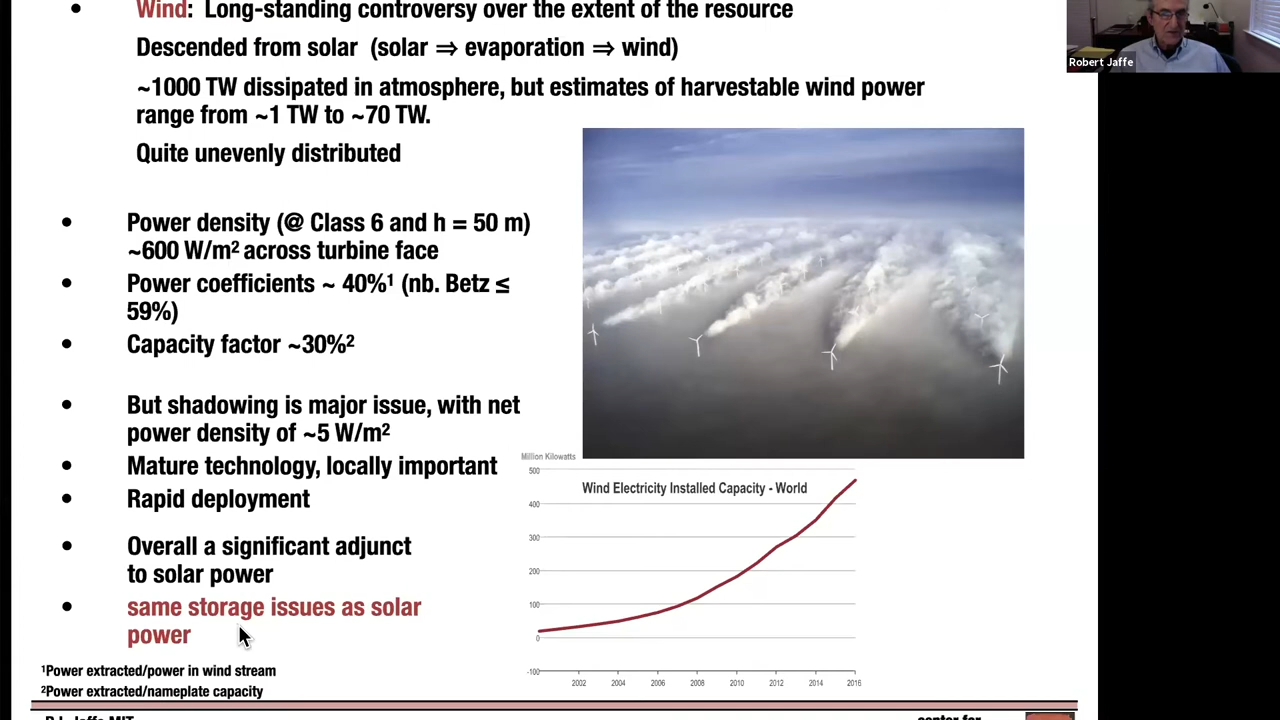 • Wind: Long-standing controversy over the extent of the resource
Descended from solar (solar ⇒ evaporation ⇒ wind)
~1000 TW dissipated in atmosphere, but estimates of harvestable wind power
range from ~1 TW to ~70 TW.
Quite unevenly distributed
• Power density (@ Class 6 and h = 50 m)
~600 W/m² across turbine face
• Power coefficients ~ 40%¹ (nb. Betz ≤
59%)
• Capacity factor ~30%²
• But shadowing is major issue, with net
power density of ~5 W/m²
• Mature technology, locally important
• Rapid deployment
• Overall a significant adjunct
to solar power
• same storage issues as solar
power
¹Power extracted/power in wind stream
²Power extracted/nameplate capacity
Robert Jaffe
Million Kilowatts
Wind Electricity Installed Capacity - World
500
400
300
200
100
0
-100
2002 2004 2006 2008 2010 2012 2014 2016
R.L. Jaffe MIT
center for